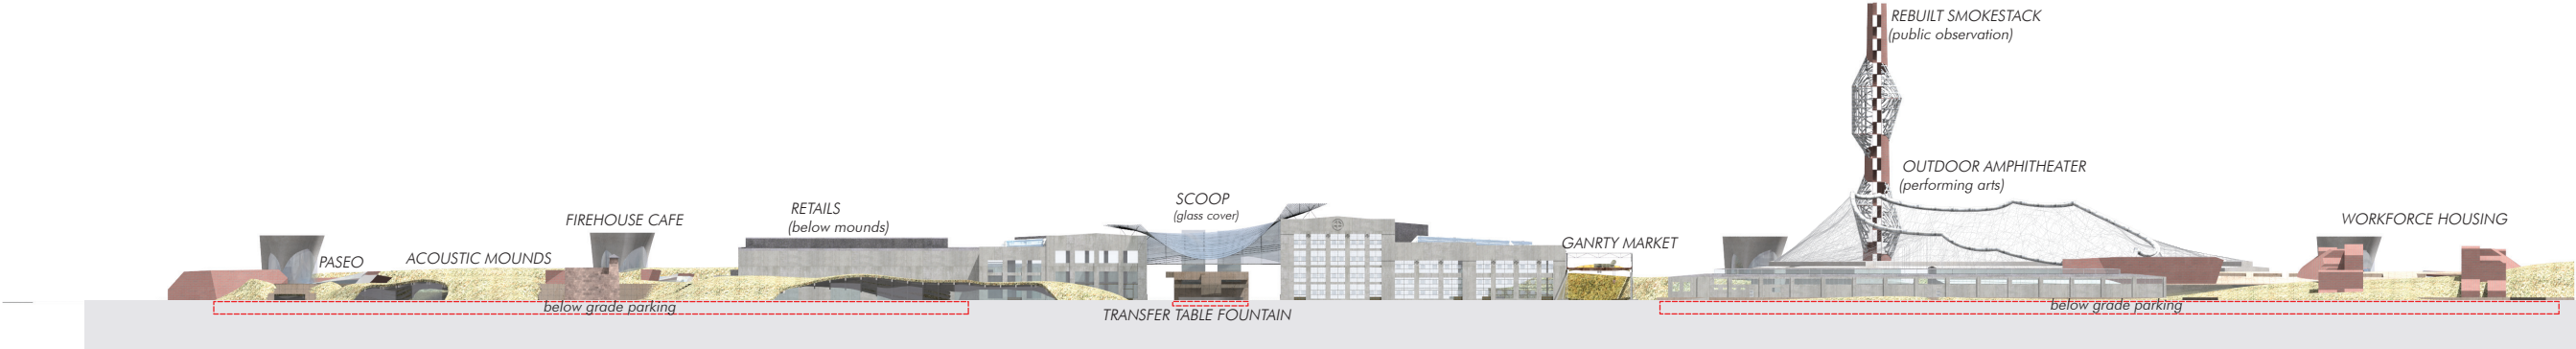 REBUILT SMOKESTACK
(public observation)
OUTDOOR AMPHITHEATER
(performing arts)
SCOOP
(glass cover)
RETAILS
(below mounds)
FIREHOUSE CAFE
WORKFORCE HOUSING
GANRTY MARKET
ACOUSTIC MOUNDS
PASEO
below grade parking
TRANSFER TABLE FOUNTAIN
below grade parking